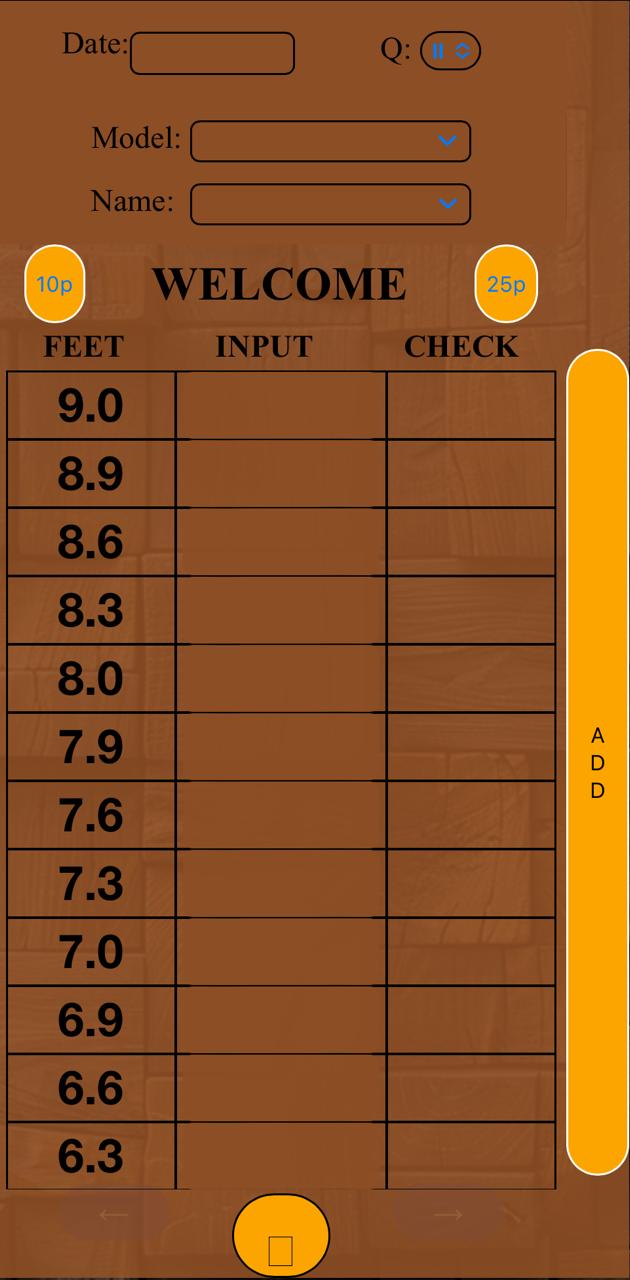 Date: Q: II
Model:
Name:
10p WELCOME 25p
FEET INPUT CHECK
9.0
8.9
8.6
8.3
8.0
7.9
7.6
7.3
7.0
6.9
6.6
6.3
A
D
D
← →